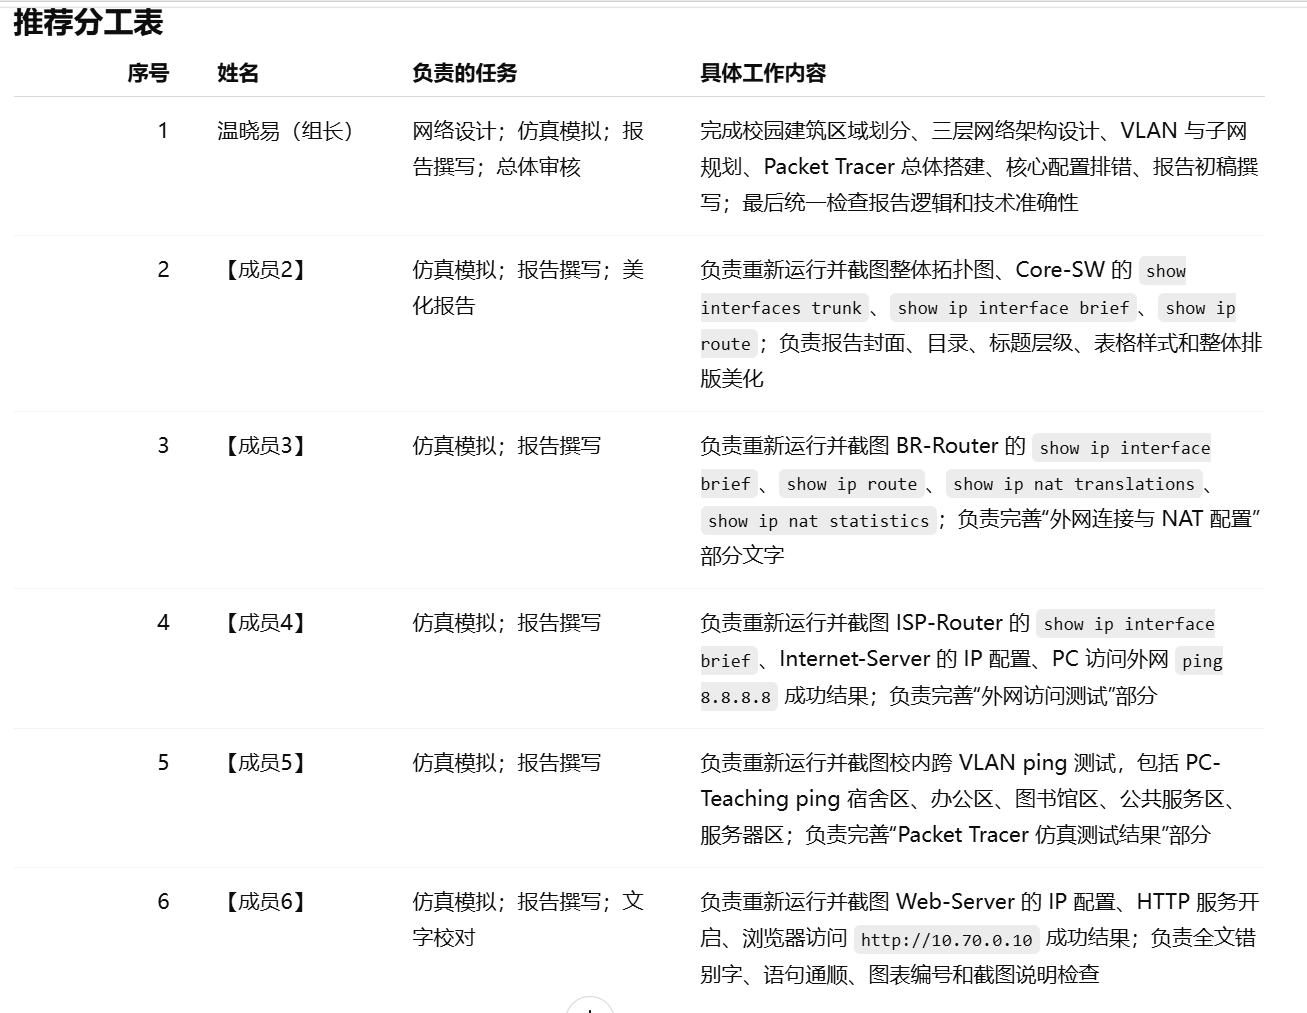 推荐分工表
序号 姓名 负责的任务 具体工作内容
1 温晓易（组长） 网络设计；仿真模拟；报 完成校园建筑区域划分、三层网络架构设计、VLAN 与子网
告撰写；总体审核 规划、Packet Tracer 总体搭建、核心配置排错、报告初稿撰
写；最后统一检查报告逻辑和技术准确性
2 【成员2】 仿真模拟；报告撰写；美 负责重新运行并截图整体拓扑图、Core-SW 的 show
化报告 interfaces trunk、show ip interface brief、show ip
route；负责报告封面、目录、标题层级、表格样式和整体排
版美化
3 【成员3】 仿真模拟；报告撰写 负责重新运行并截图 BR-Router 的 show ip interface
brief、show ip route、show ip nat translations、
show ip nat statistics；负责完善“外网连接与 NAT 配置”
部分文字
4 【成员4】 仿真模拟；报告撰写 负责重新运行并截图 ISP-Router 的 show ip interface
brief、Internet-Server 的 IP 配置、PC 访问外网 ping
8.8.8.8 成功结果；负责完善“外网访问测试”部分
5 【成员5】 仿真模拟；报告撰写 负责重新运行并截图校内跨 VLAN ping 测试，包括 PC-
Teaching ping 宿舍区、办公区、图书馆区、公共服务区、
服务器区；负责完善“Packet Tracer 仿真测试结果”部分
6 【成员6】 仿真模拟；报告撰写；文 负责重新运行并截图 Web-Server 的 IP 配置、HTTP 服务开
字校对 启、浏览器访问 http://10.70.0.10 成功结果；负责全文错
别字、语句通顺、图表编号和截图说明检查